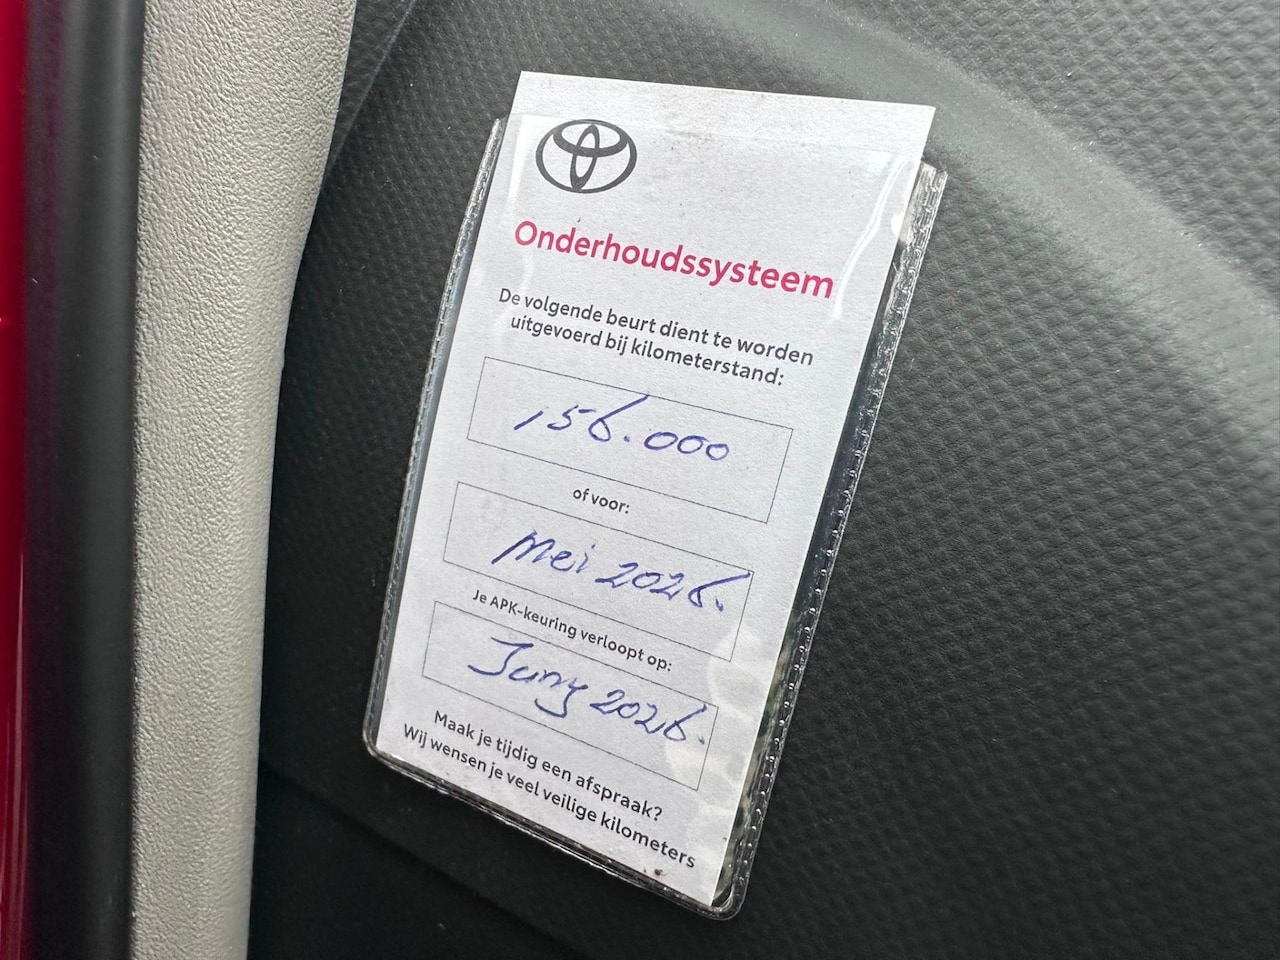 Onderhoudssysteem
De volgende beurt dient te worden
uitgevoerd bij kilometerstand:
156.000
of voor:
mei 2026.
Je APK-keuring verloopt op:
Juny 2026.
Maak je tijdig een afspraak?
Wij wensen je veel veilige kilometers